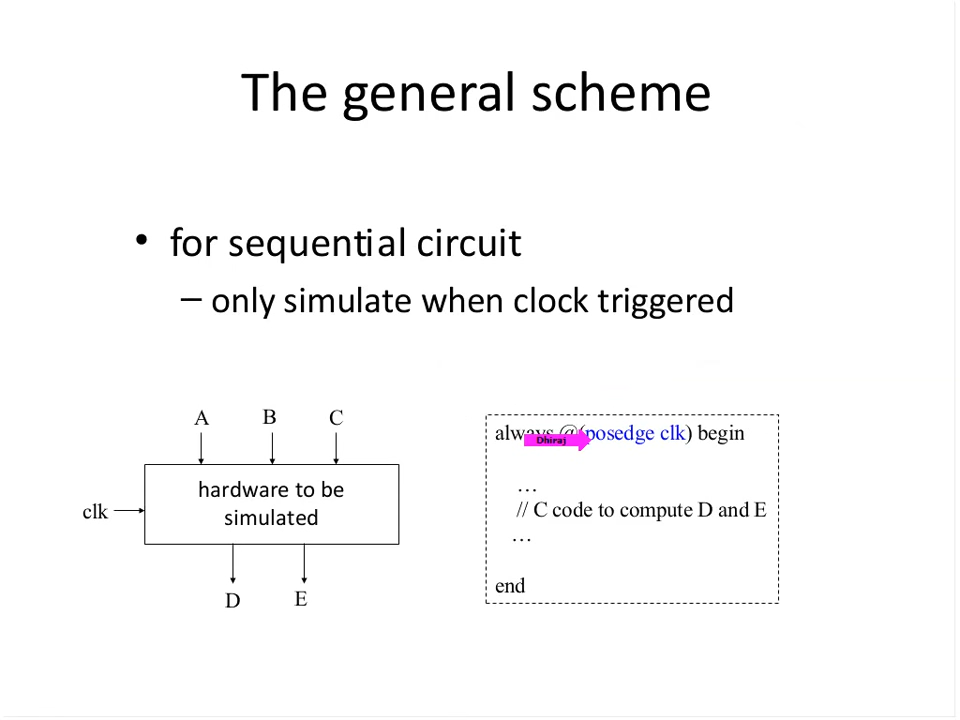 The general scheme
• for sequential circuit
– only simulate when clock triggered
A B C
clk
hardware to be
simulated
D E
always @(posedge clk) begin
Dhiraj
…
// C code to compute D and E
…
end